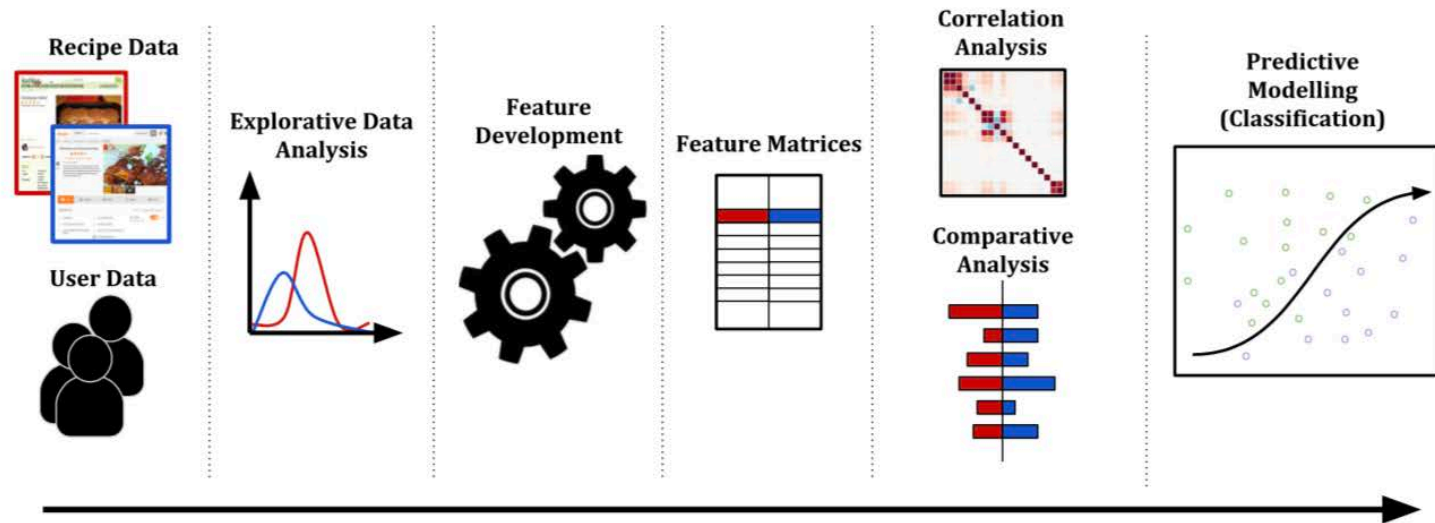 Recipe Data
User Data
Explorative Data
Analysis
Feature
Development
Feature Matrices
Correlation
Analysis
Comparative
Analysis
Predictive
Modelling
(Classification)